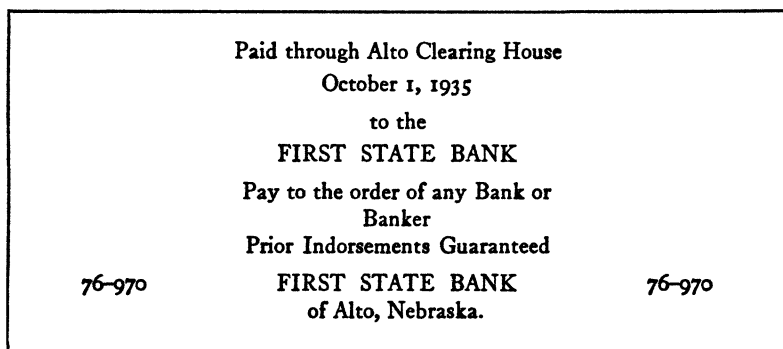 Paid through Alto Clearing House
October 1, 1935
to the
FIRST STATE BANK
Pay to the order of any Bank or
Banker
Prior Indorsements Guaranteed
76–970 FIRST STATE BANK 76–970
of Alto, Nebraska.